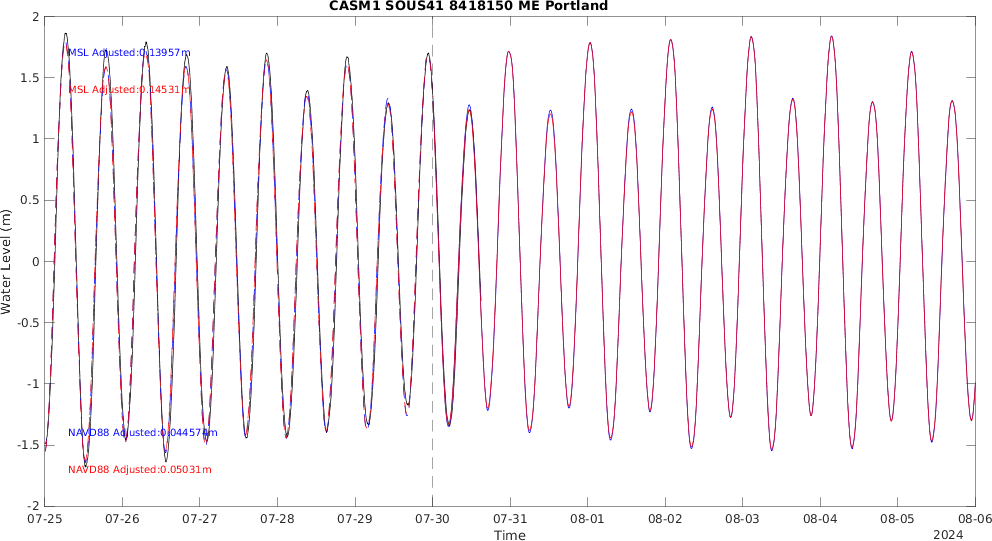 CASM1 SOUS41 8418150 ME Portland
2
1.5
1
0.5
0
-0.5
-1
-1.5
-2
Water Level (m)
MSL Adjusted:0.13957m
MSL Adjusted:0.14531m
NAVD88 Adjusted:0.044574m
NAVD88 Adjusted:0.05031m
07-25 07-26 07-27 07-28 07-29 07-30 07-31 08-01 08-02 08-03 08-04 08-05 08-06
Time
2024